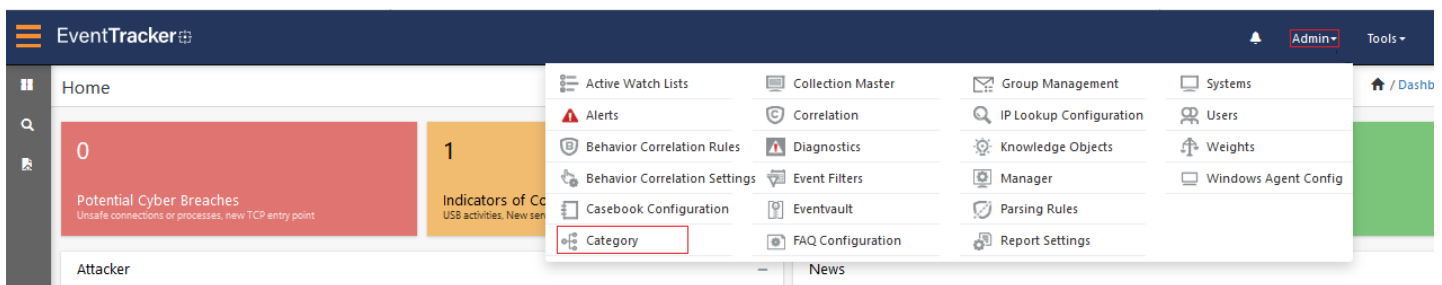 EventTracker
Admin
Tools
Home
/ Dashb
0
Potential Cyber Breaches
Unsafe connections or processes, new TCP entry point
1
Indicators of Co
USB activities, New ser
Active Watch Lists
Collection Master
Group Management
Systems
Alerts
Correlation
IP Lookup Configuration
Users
Behavior Correlation Rules
Diagnostics
Knowledge Objects
Weights
Behavior Correlation Settings
Event Filters
Manager
Windows Agent Config
Casebook Configuration
Eventvault
Parsing Rules
Category
FAQ Configuration
Report Settings
Attacker
News